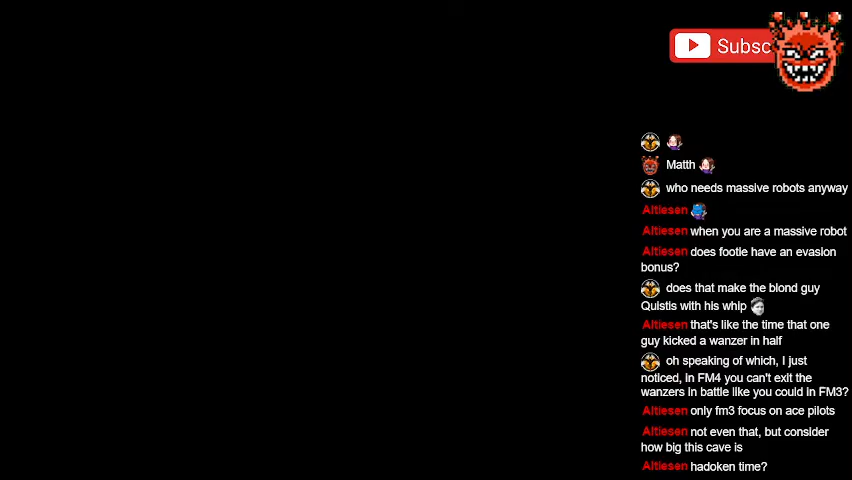 Subsc
Matth
who needs massive robots anyway
Altiesen
Altiesen when you are a massive robot
Altiesen does footie have an evasion
bonus?
does that make the blond guy
Quistis with his whip
Altiesen that's like the time that one
guy kicked a wanzer in half
oh speaking of which, I just
noticed, in FM4 you can't exit the
wanzers in battle like you could in FM3?
Altiesen only fm3 focus on ace pilots
Altiesen not even that, but consider
how big this cave is
Altiesen hadoken time?